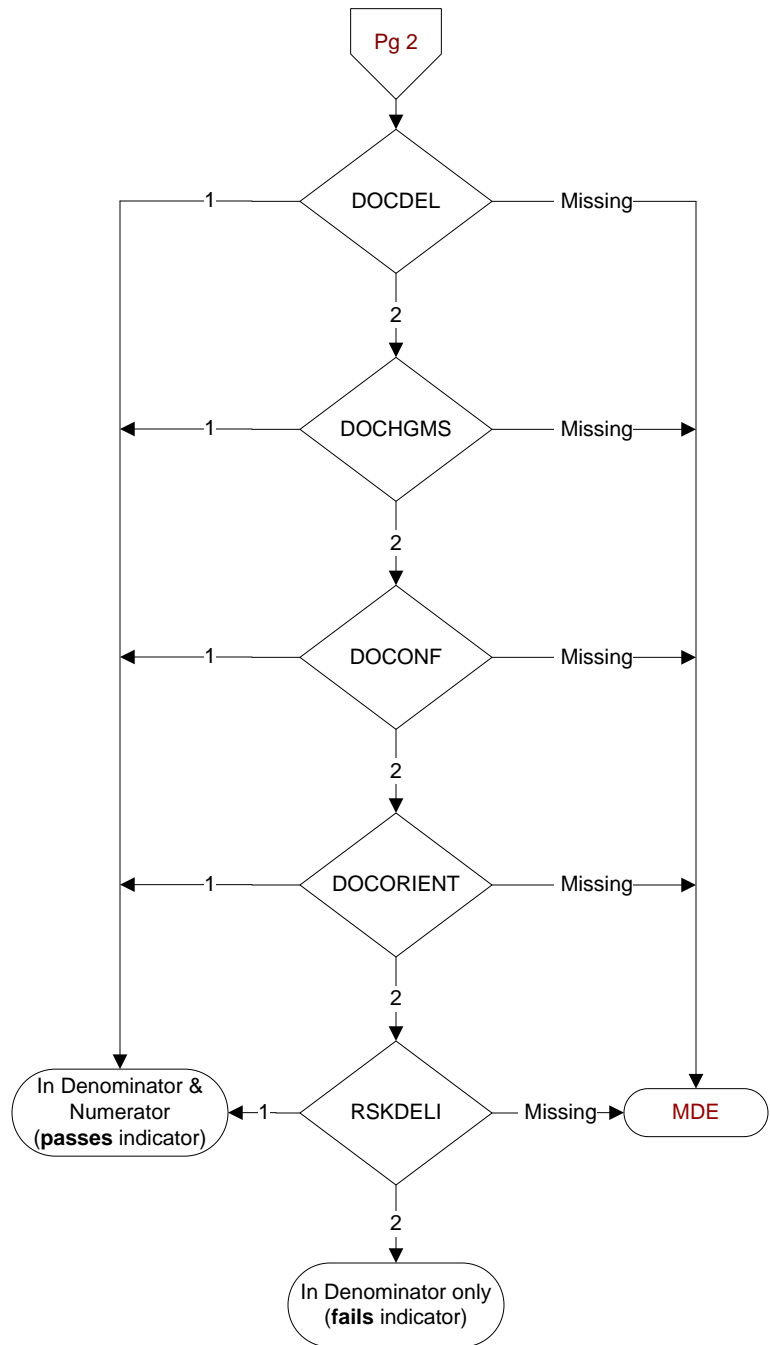 Pg 2
DOCDEL
1
Missing
2
DOCHGMS
1
Missing
2
DOCONF
1
Missing
2
DOCORIENT
1
Missing
2
In Denominator &
Numerator
(passes indicator)
1
RSKDELI
Missing
MDE
2
In Denominator only
(fails indicator)